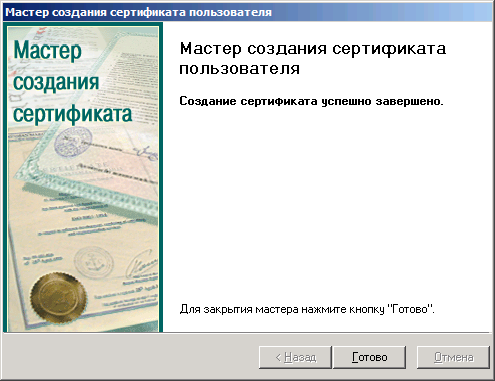 Мастер создания сертификата пользователя
Мастер
создания
сертификата
Мастер создания сертификата
пользователя
Создание сертификата успешно завершено.
Для закрытия мастера нажмите кнопку "Готово".
< Назад
Готово
Отмена